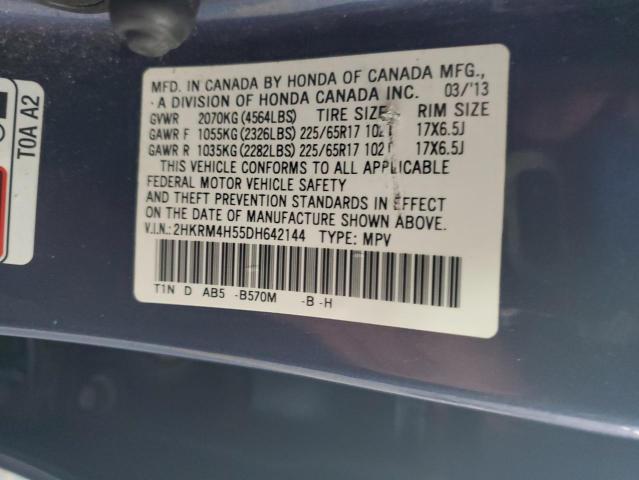 MFD. IN CANADA BY HONDA OF CANADA MFG.,
A DIVISION OF HONDA CANADA INC. 03/'13
GVWR 2070KG (4564LBS) TIRE SIZE RIM SIZE
GAWR F 1055KG (2326LBS) 225/65R17 102 17X6.5J
GAWR R 1035KG (2282LBS) 225/65R17 102 17X6.5J
THIS VEHICLE CONFORMS TO ALL APPLICABLE
FEDERAL MOTOR VEHICLE SAFETY
AND THEFT PREVENTION STANDARDS IN EFFECT
ON THE DATE OF MANUFACTURE SHOWN ABOVE.
V.I.N.: 2HKRM4H55DH642144 TYPE: MPV
T1N D AB5 -B570M -B -H
T0A A2